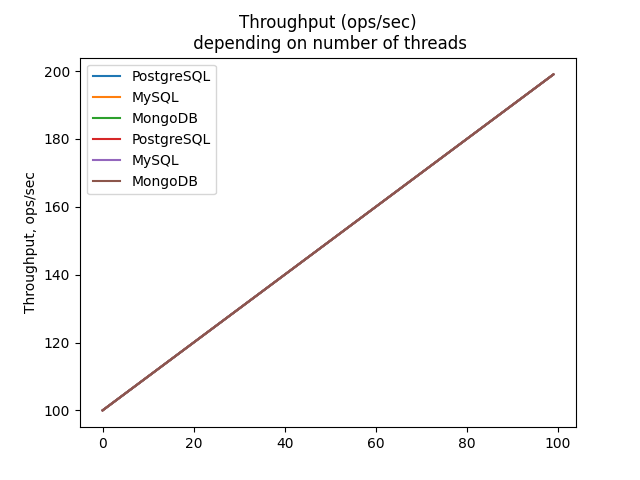 Throughput (ops/sec)
depending on number of threads
PostgreSQL
MySQL
MongoDB
PostgreSQL
MySQL
MongoDB
Throughput, ops/sec
200
180
160
140
120
100
0 20 40 60 80 100